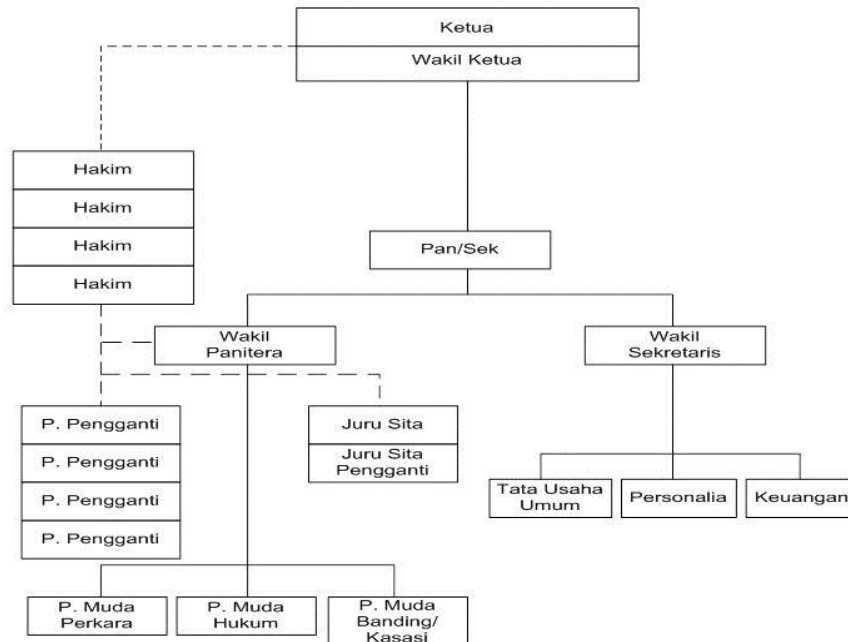 Ketua
Wakil Ketua
Hakim
Hakim
Hakim
Hakim
Pan/Sek
Wakil
Panitera
Wakil
Sekretaris
P. Pengganti
P. Pengganti
P. Pengganti
P. Pengganti
Juru Sita
Juru Sita
Pengganti
Tata Usaha
Umum
Personalia
Keuangan
P. Muda
Perkara
P. Muda
Hukum
P. Muda
Banding/
Kasasi